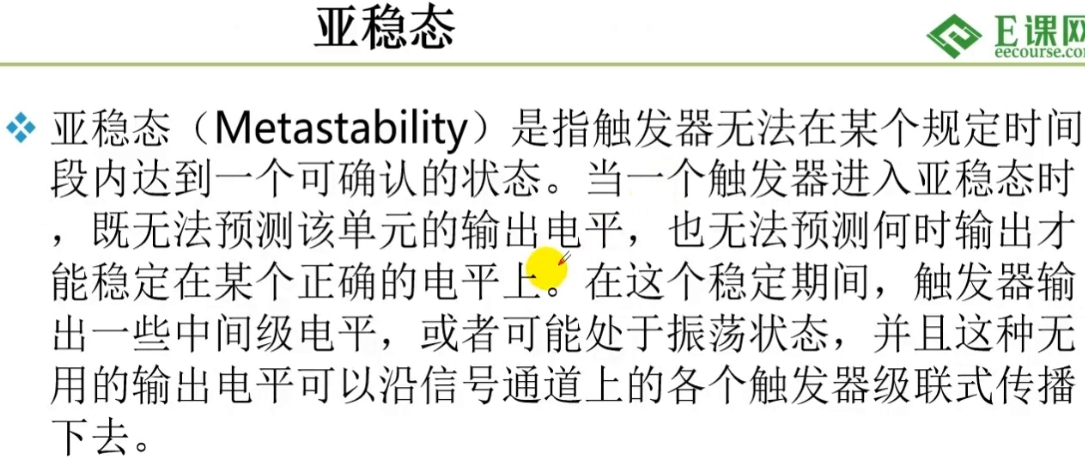 亚稳态
E课网
eecourse.com
亚稳态（Metastability）是指触发器无法在某个规定时间
段内达到一个可确认的状态。当一个触发器进入亚稳态时
，既无法预测该单元的输出电平，也无法预测何时输出才
能稳定在某个正确的电平上。在这个稳定期间，触发器输
出一些中间级电平，或者可能处于振荡状态，并且这种无
用的输出电平可以沿信号通道上的各个触发器级联式传播
下去。